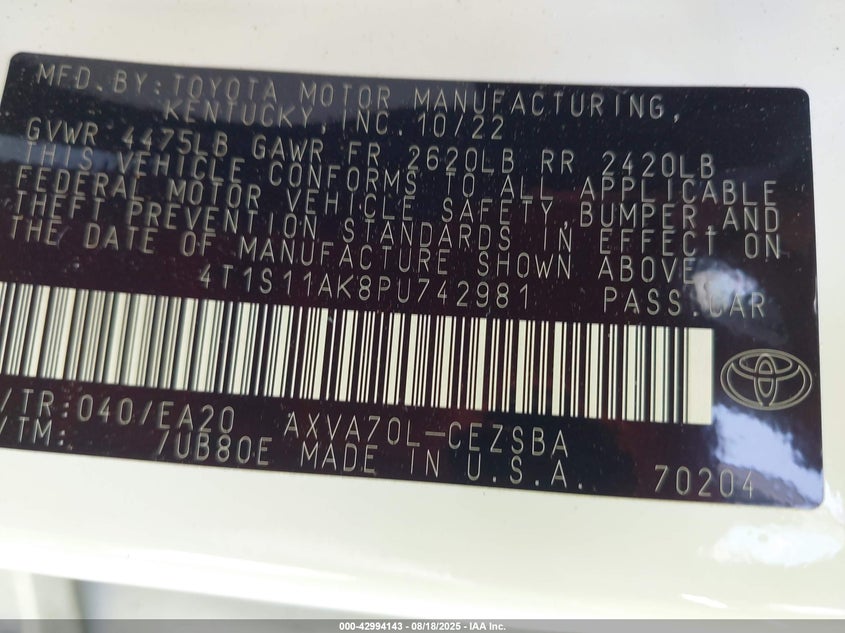 MFD. BY: TOYOTA MOTOR MANUFACTURING,
KENTUCKY, INC. 10/22
GVWR 4475LB GAWR FR 2620LB RR 2420LB
THIS VEHICLE CONFORMS TO ALL APPLICABLE
FEDERAL MOTOR VEHICLE SAFETY, BUMPER, AND
THEFT PREVENTION STANDARDS IN EFFECT ON
THE DATE OF MANUFACTURE SHOWN ABOVE.
4T1S11AK8PU742981 PASS.CAR
/TR:040/EA20 AXVA70L-CEZSBA
/TM: /UB80E MADE IN U.S.A. 70204
000-42994143 - 08/18/2025 - IAA Inc.